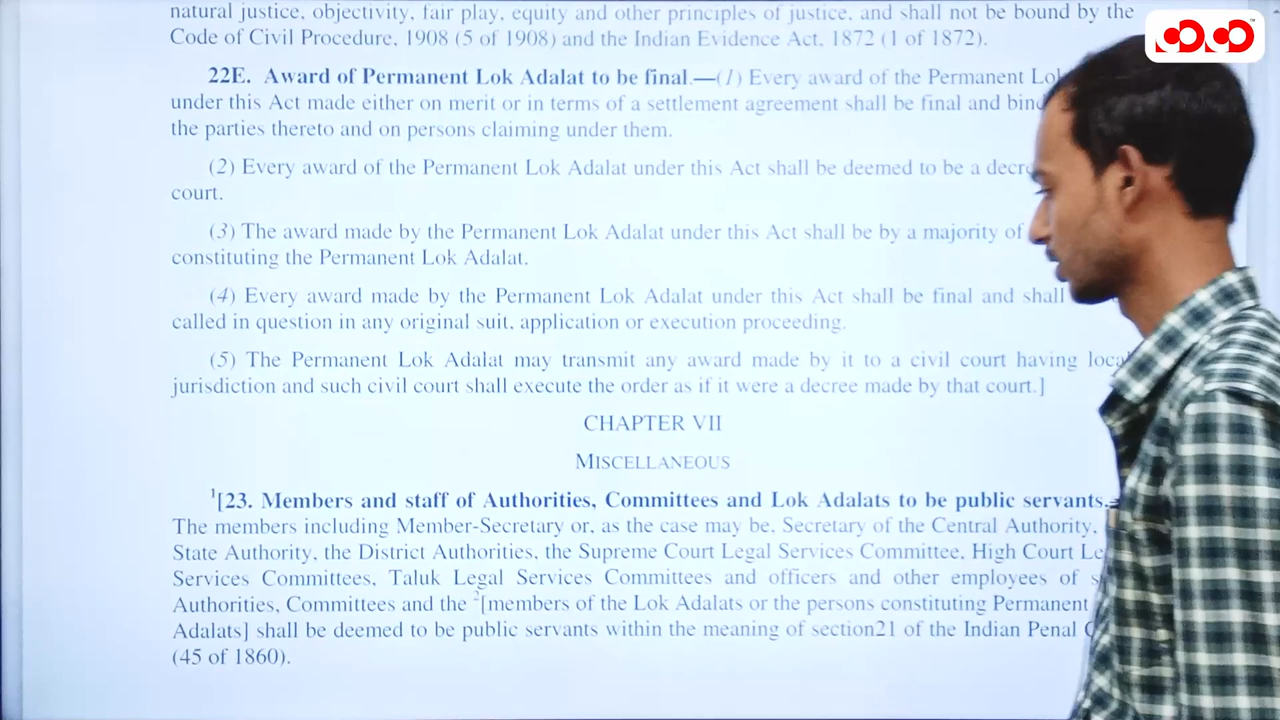 natural justice, objectivity, fair play, equity and other principles of justice, and shall not be bound by the
Code of Civil Procedure, 1908 (5 of 1908) and the Indian Evidence Act, 1872 (1 of 1872).
22E. Award of Permanent Lok Adalat to be final.—(1) Every award of the Permanent
under this Act made either on merit or in terms of a settlement agreement shall be final and
the parties thereto and on persons claiming under them.
(2) Every award of the Permanent Lok Adalat under this Act shall be deemed to be a
court.
(3) The award made by the Permanent Lok Adalat under this Act shall be by a majority of
constituting the Permanent Lok Adalat.
(4) Every award made by the Permanent Lok Adalat under this Act shall be final and shall
called in question in any original suit, application or execution proceeding.
(5) The Permanent Lok Adalat may transmit any award made by it to a civil court having
jurisdiction and such civil court shall execute the order as if it were a decree made by that court.]
CHAPTER VII
MISCELLANEOUS
1[23. Members and staff of Authorities, Committees and Lok Adalats to be public servants.—
The members including Member-Secretary or, as the case may be, Secretary of the Central Authority,
State Authority, the District Authorities, the Supreme Court Legal Services Committee, High Court
Services Committees, Taluk Legal Services Committees and officers and other employees of
Authorities, Committees and the 2[members of the Lok Adalats or the persons constituting Permanent
Adalats] shall be deemed to be public servants within the meaning of section21 of the Indian Penal
(45 of 1860).